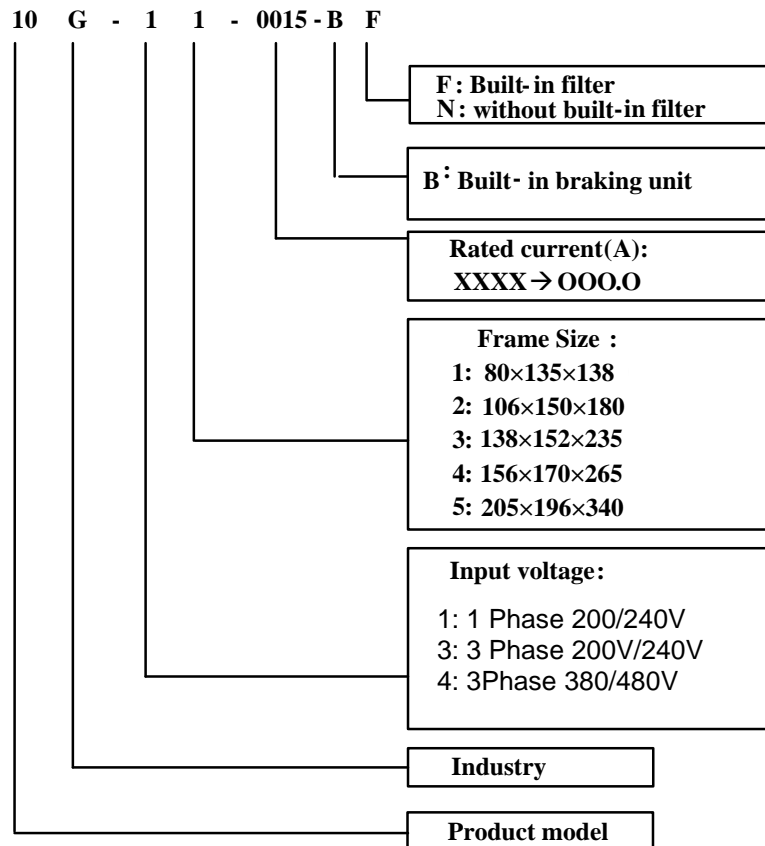 10 G - 1 1 - 0015 - B F
F: Built-in filter
N: without built-in filter
B: Built- in braking unit
Rated current(A):
XXXX→OOO.O
Frame Size :
1: 80×135×138
2: 106×150×180
3: 138×152×235
4: 156×170×265
5: 205×196×340
Input voltage:
1: 1 Phase 200/240V
3: 3 Phase 200V/240V
4: 3Phase 380/480V
Industry
Product model